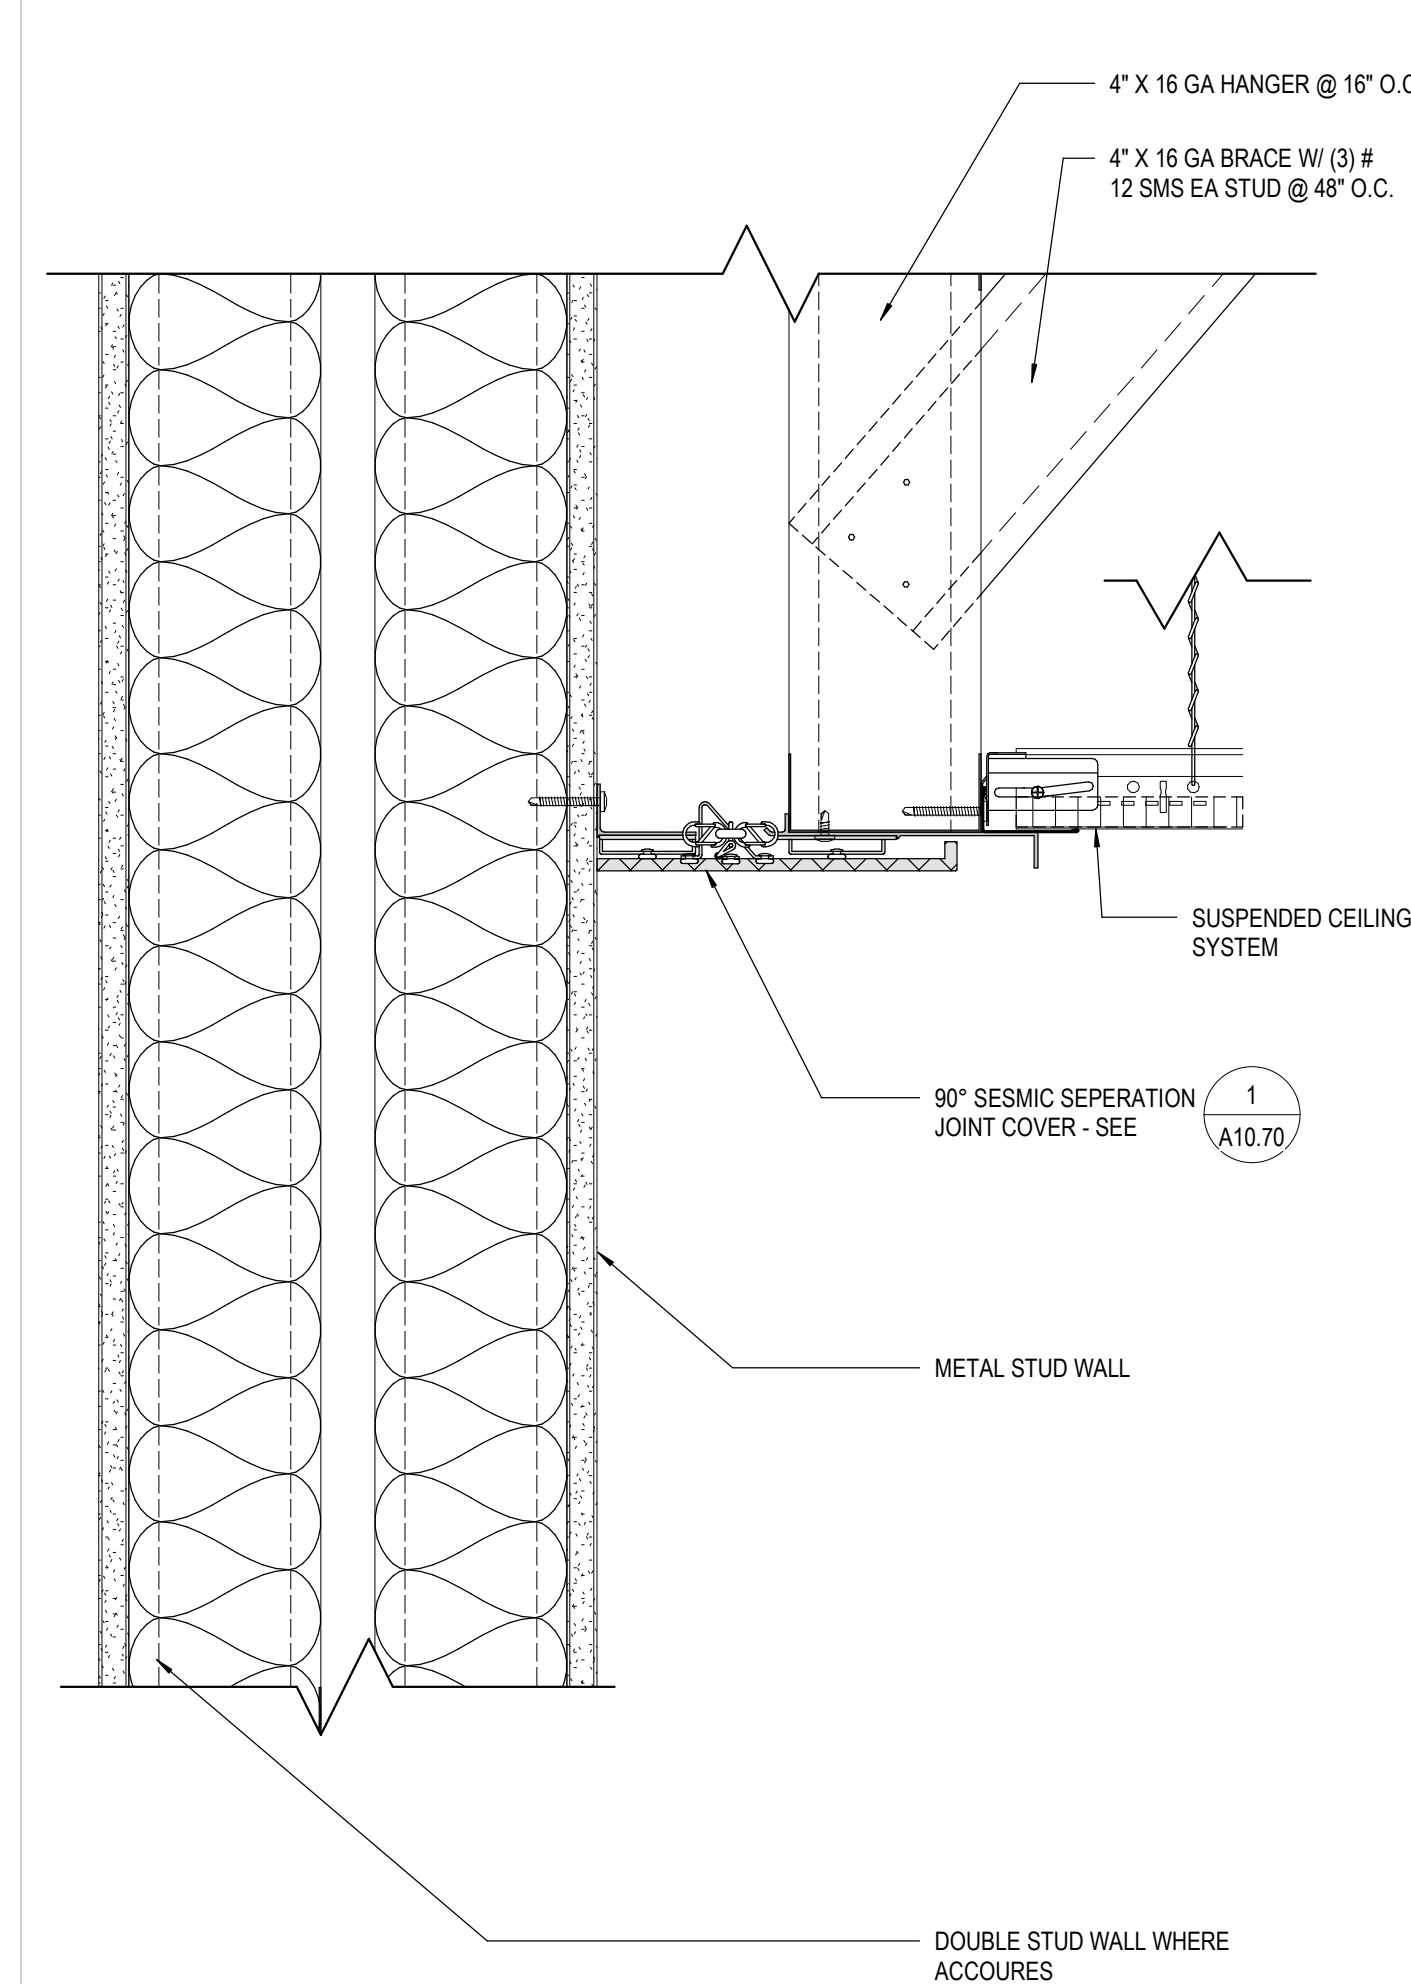 4" X 16 GA HANGER @ 16" O.C
4" X 16 GA BRACE W/ (3) #
12 SMS EA STUD @ 48" O.C.
SUSPENDED CEILING
SYSTEM
90° SESMIC SEPERATION
JOINT COVER - SEE
1
A10.70
METAL STUD WALL
DOUBLE STUD WALL WHERE
ACCOURES